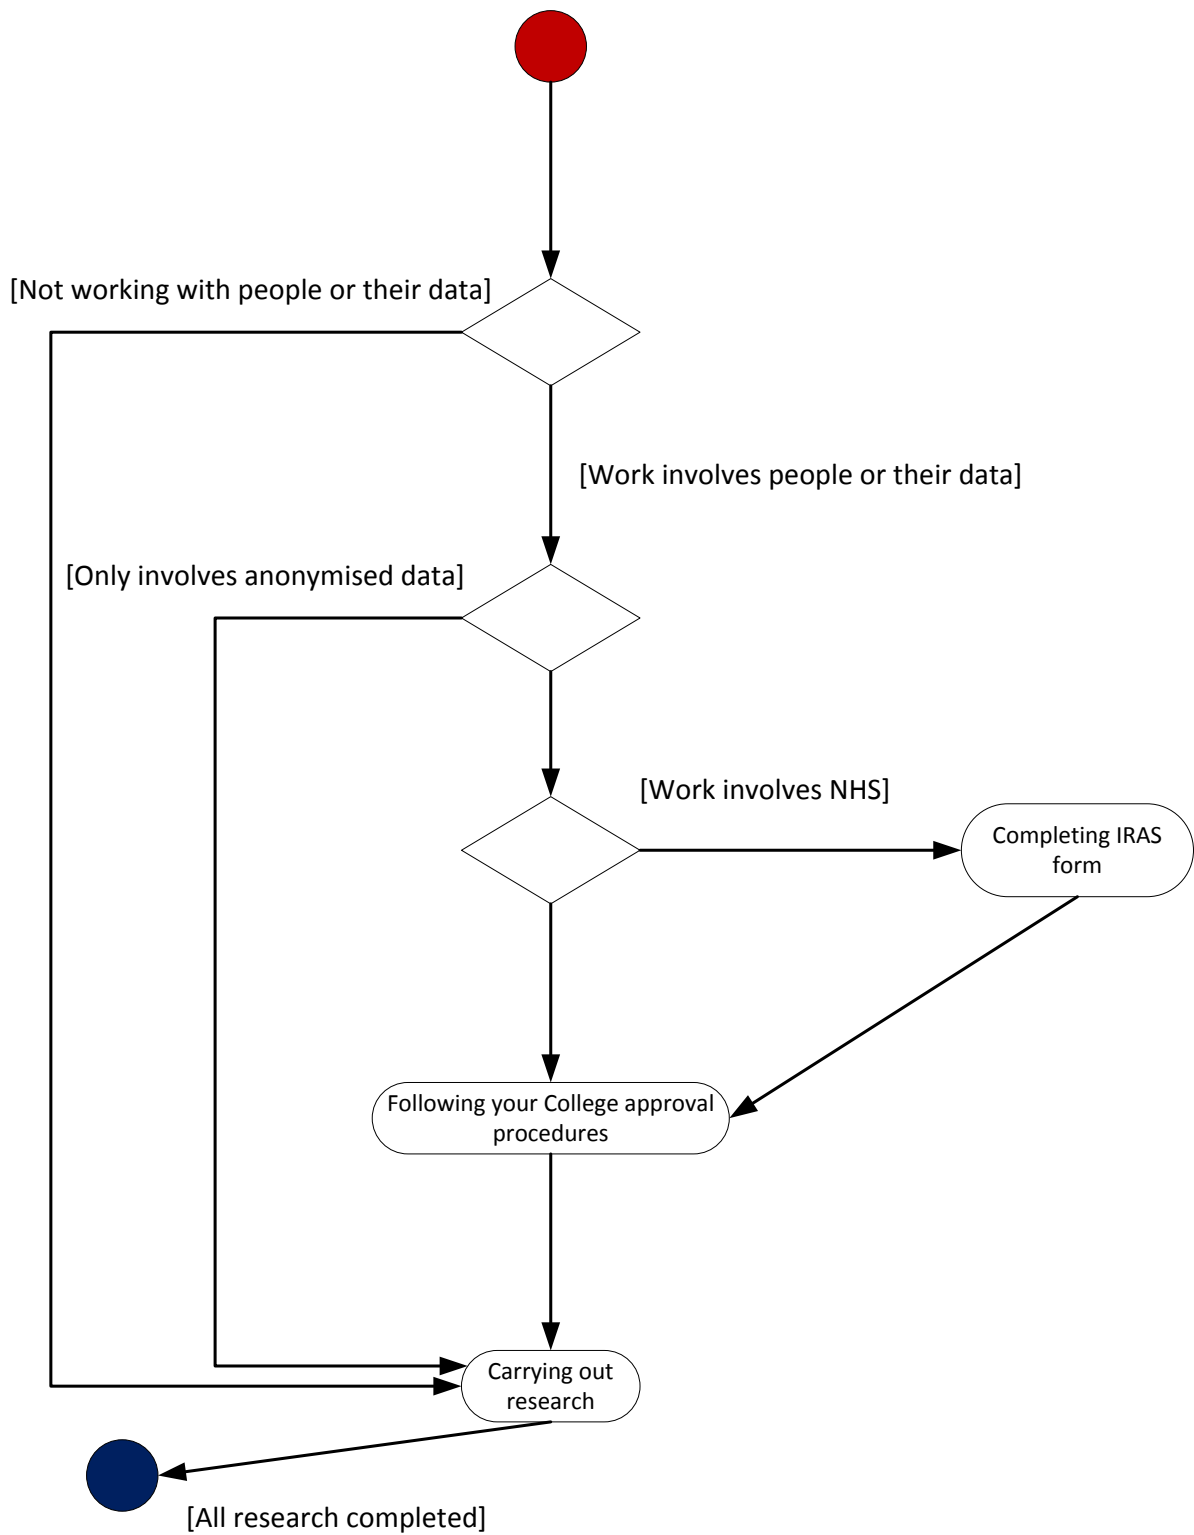 [Not working with people or their data]
[Work involves people or their data]
[Only involves anonymised data]
[Work involves NHS]
Completing IRAS
form
Following your College approval
procedures
Carrying out
research
[All research completed]